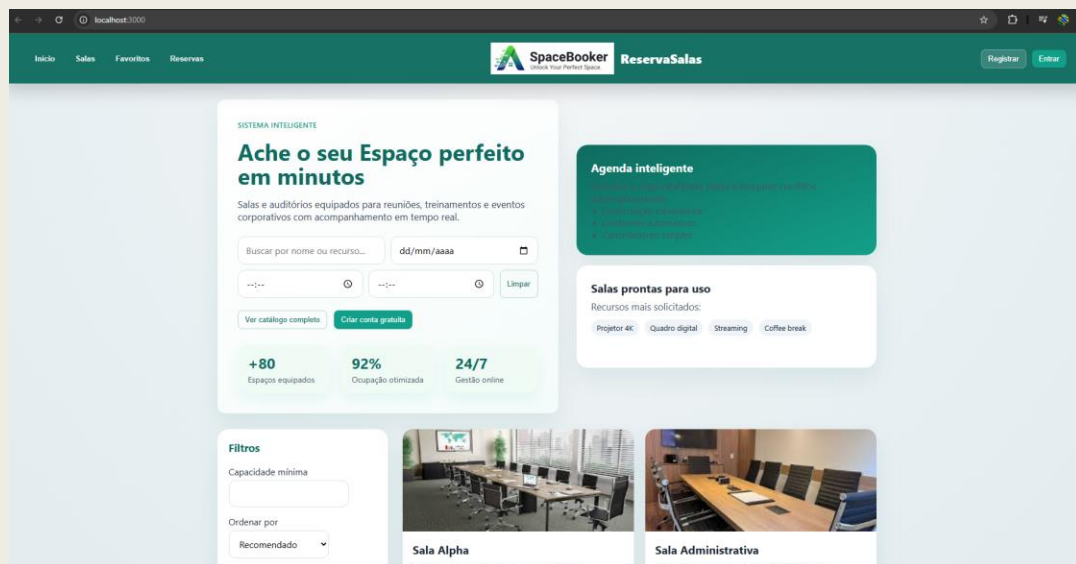 localhost:3000
Início Salas Favoritos Reservas
SpaceBooker
Unlock Your Perfect Space
ReservaSalas
Registrar Entrar
SISTEMA INTELIGENTE
Ache o seu Espaço perfeito
em minutos
Salas e auditórios equipados para reuniões, treinamentos e eventos
corporativos com acompanhamento em tempo real.
Buscar por nome ou recurso...
dd/mm/aaaa
--:--
--:--
Limpar
Ver catálogo completo
Criar conta gratuita
+80
Espaços equipados
92%
Ocupação otimizada
24/7
Gestão online
Agenda inteligente
Salas prontas para uso
Recursos mais solicitados:
Projetor 4K Quadro digital Streaming Coffee break
Filtros
Capacidade mínima
Ordenar por
Recomendado
Sala Alpha
Sala Administrativa